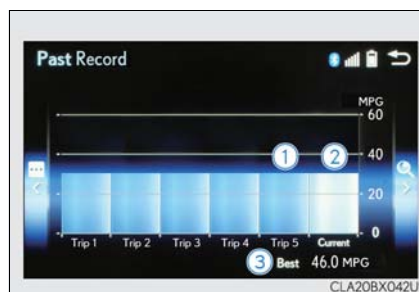 Past Record
MPG
60
40
20
0
1
2
Trip 1 Trip 2 Trip 3 Trip 4 Trip 5 Current
3 Best 46.0 MPG
CLA20BX042U